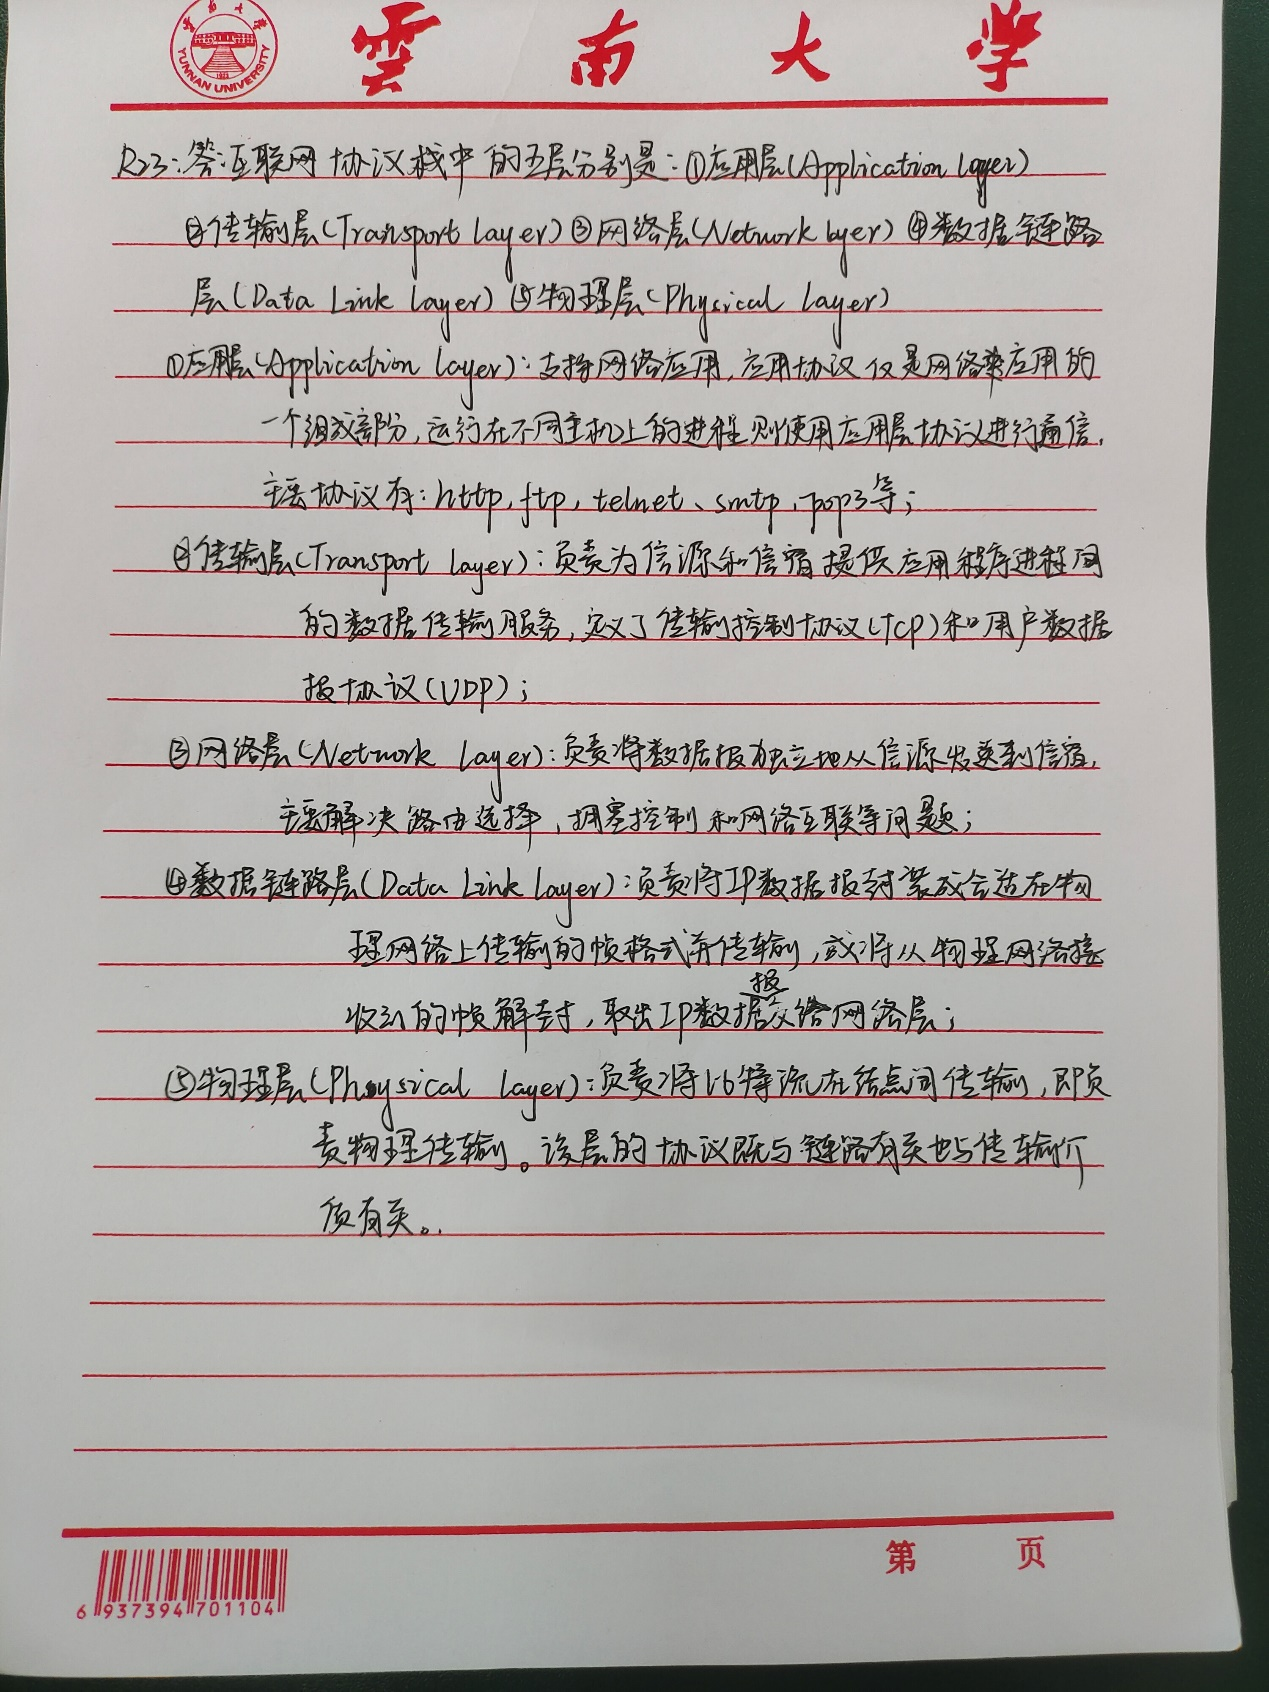 雲南大学
YUNNAN UNIVERSITY
R23：答：互联网协议栈中的五层分别是：①应用层(Application layer)
②传输层(Transport layer)③网络层(Network layer)④数据链路
层(Data Link layer)⑤物理层(Physical layer)
①应用层(Application layer)：支持网络应用，应用协议仅是网络应用的
一个组成部份，运行在不同主机上的进程则使用应用层协议进行通信，
主要协议有：http，ftp，telnet、smtp，pop3等；
②传输层(Transport layer)：负责为信源和信宿提供应用程序进程间
的数据传输服务，定义了传输控制协议(TCP)和用户数据
报协议(UDP)；
③网络层(Network layer)：负责将数据报独立地从信源发送到信宿，
主要解决路由选择，拥塞控制和网络互联等问题；
④数据链路层(Data Link layer)：负责将IP数据报封装成合适在物
理网络上传输的帧格式并传输，或将从物理网络接
收到的帧解封，取出IP数据报交给网络层；
⑤物理层(Physical layer)：负责将比特流在结点间传输，即负
责物理传输。该层的协议既与链路有关也与传输介
质有关。
第 页
6 937394 701104